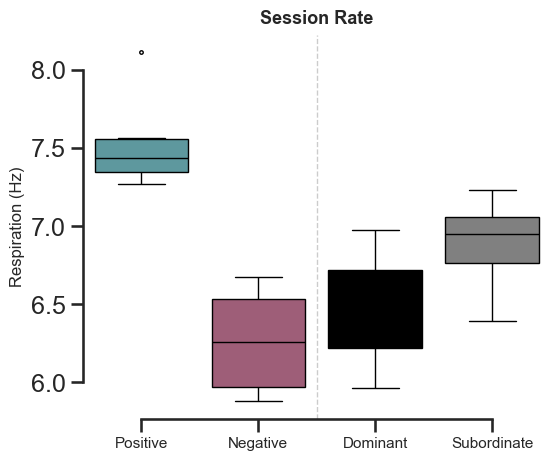 Session Rate
Respiration (Hz)
8.0
7.5
7.0
6.5
6.0
Positive
Negative
Dominant
Subordinate